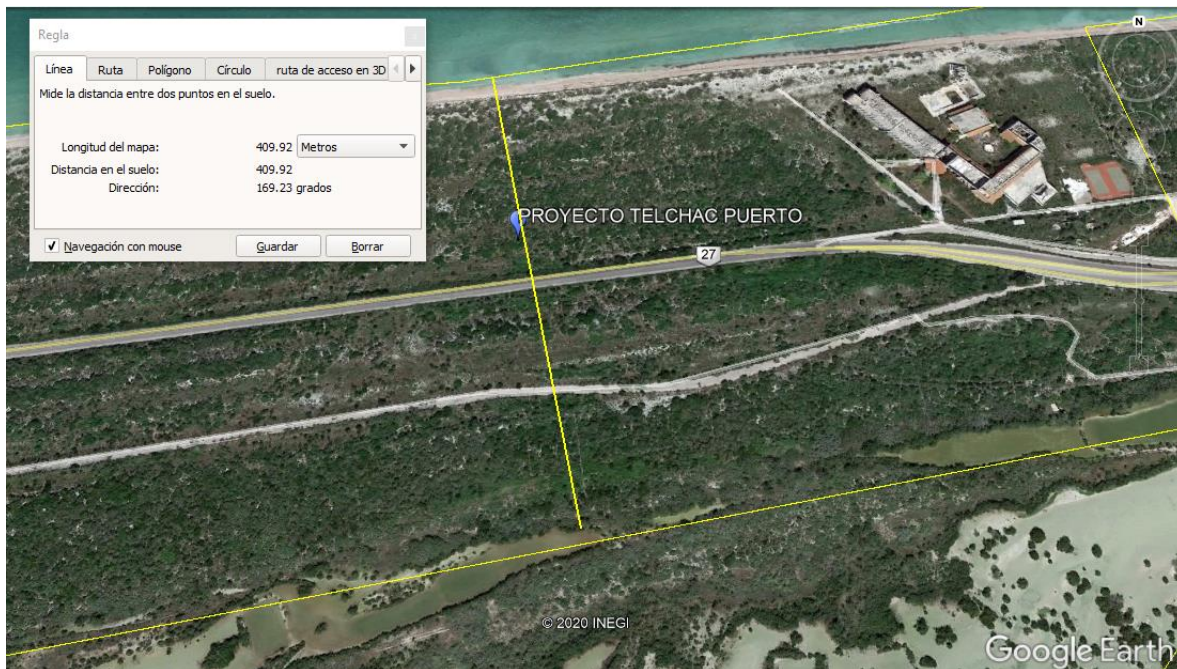 Regla
Línea Ruta Polígono Círculo ruta de acceso en 3D
Mide la distancia entre dos puntos en el suelo.
Longitud del mapa: 409.92 Metros
Distancia en el suelo: 409.92
Dirección: 169.23 grados
Navegación con mouse Guardar Borrar
N
PROYECTO TELCHAC PUERTO
27
© 2020 INEGI
Google Earth